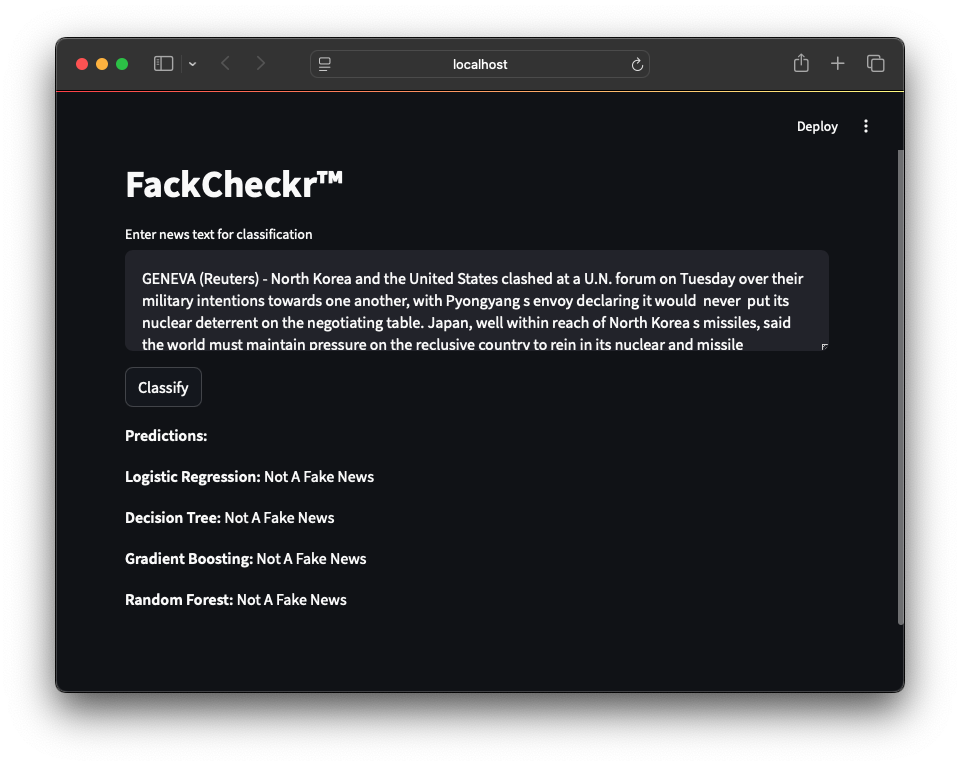 localhost
Deploy
FackCheckr™
Enter news text for classification
GENEVA (Reuters) - North Korea and the United States clashed at a U.N. forum on Tuesday over their
military intentions towards one another, with Pyongyang s envoy declaring it would  never  put its
nuclear deterrent on the negotiating table. Japan, well within reach of North Korea s missiles, said
the world must maintain pressure on the reclusive country to rein in its nuclear and missile
Classify
Predictions:
Logistic Regression: Not A Fake News
Decision Tree: Not A Fake News
Gradient Boosting: Not A Fake News
Random Forest: Not A Fake News